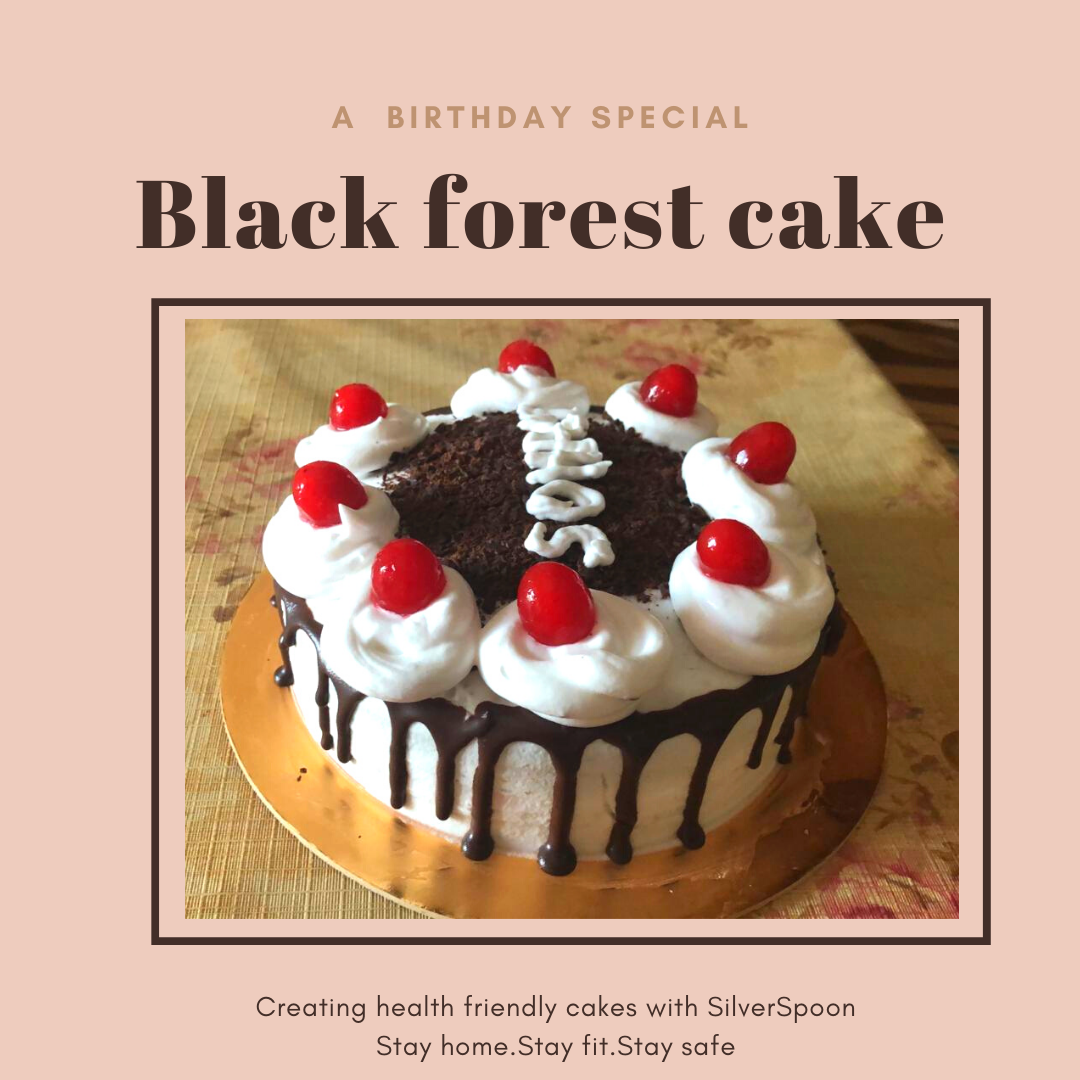 A BIRTHDAY SPECIAL
Black forest cake
Creating health friendly cakes with SilverSpoon
Stay home.Stay fit.Stay safe